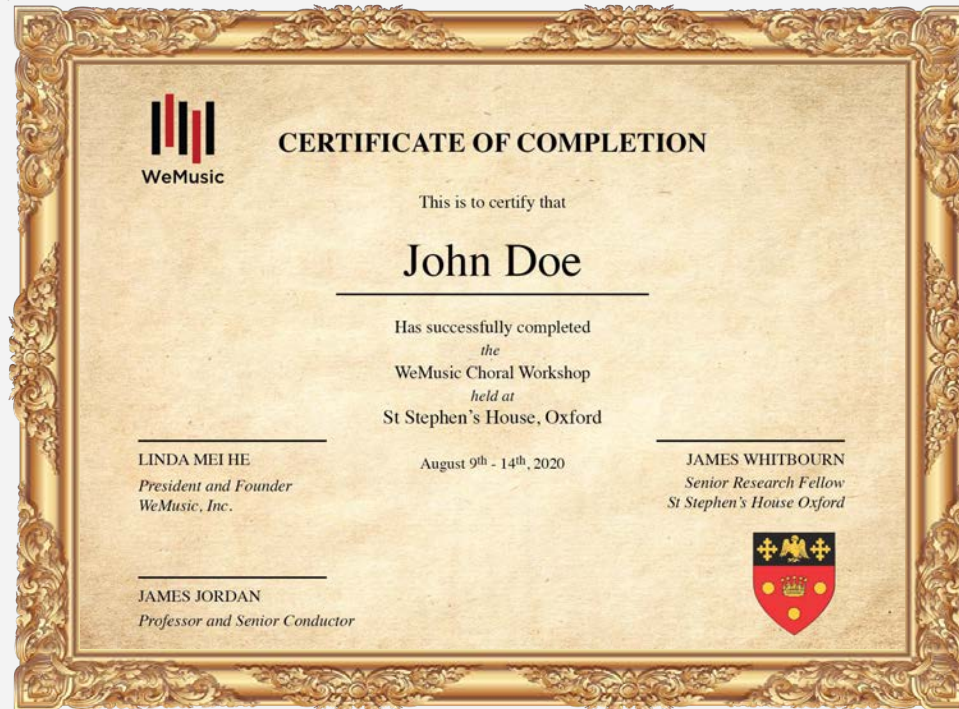 WeMusic
CERTIFICATE OF COMPLETION
This is to certify that
John Doe
Has successfully completed
the
WeMusic Choral Workshop
held at
St Stephen's House, Oxford
August 9th - 14th, 2020
LINDA MEI HE
President and Founder
WeMusic, Inc.
JAMES WHITBOURN
Senior Research Fellow
St Stephen's House Oxford
JAMES JORDAN
Professor and Senior Conductor